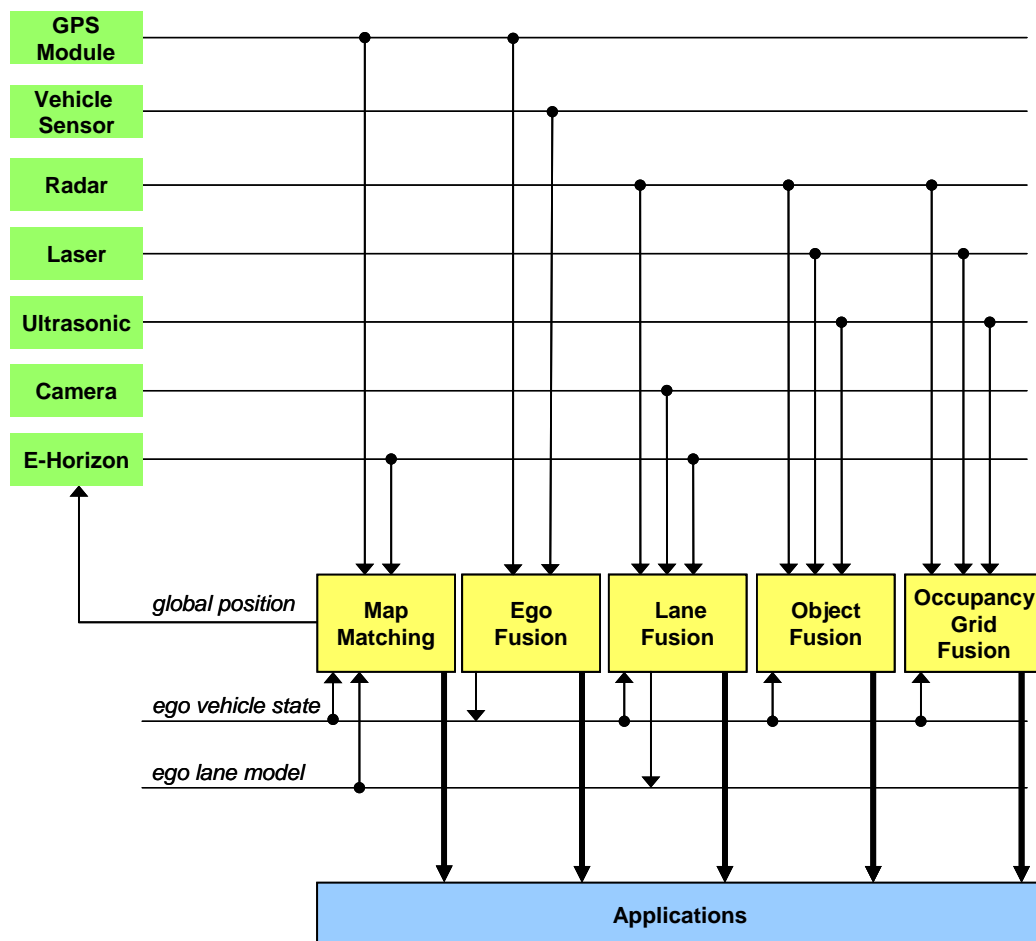 GPS
Module
Vehicle
Sensor
Radar
Laser
Ultrasonic
Camera
E-Horizon
global position
Map
Matching
Ego
Fusion
Lane
Fusion
Object
Fusion
Occupancy
Grid
Fusion
ego vehicle state
ego lane model
Applications